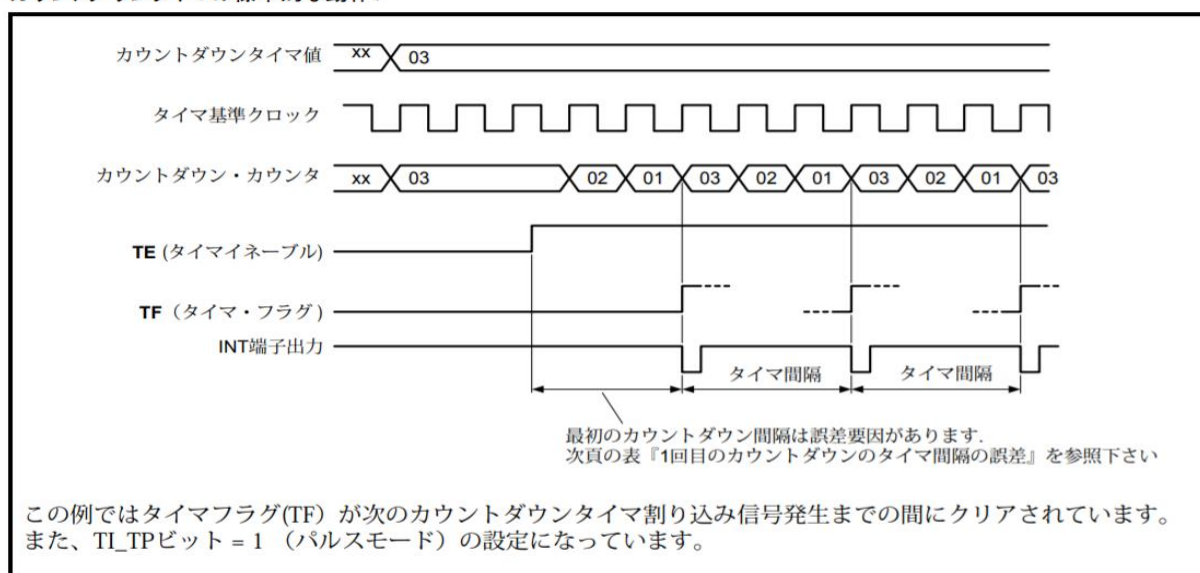 カウントダウンタイマ値 xx 03
タイマ基準クロック
カウントダウン・カウンタ xx 03 02 01 03 02 01 03 02 01 03
TE (タイマイネーブル)
TF（タイマ・フラグ)
INT端子出力
タイマ間隔 タイマ間隔
最初のカウントダウン間隔は誤差要因があります.
次頁の表『1回目のカウントダウンのタイマ間隔の誤差』を参照下さい
この例ではタイマフラグ(TF）が次のカウントダウンタイマ割り込み信号発生までの間にクリアされています。
また、TI_TPビット = 1 （パルスモード）の設定になっています。